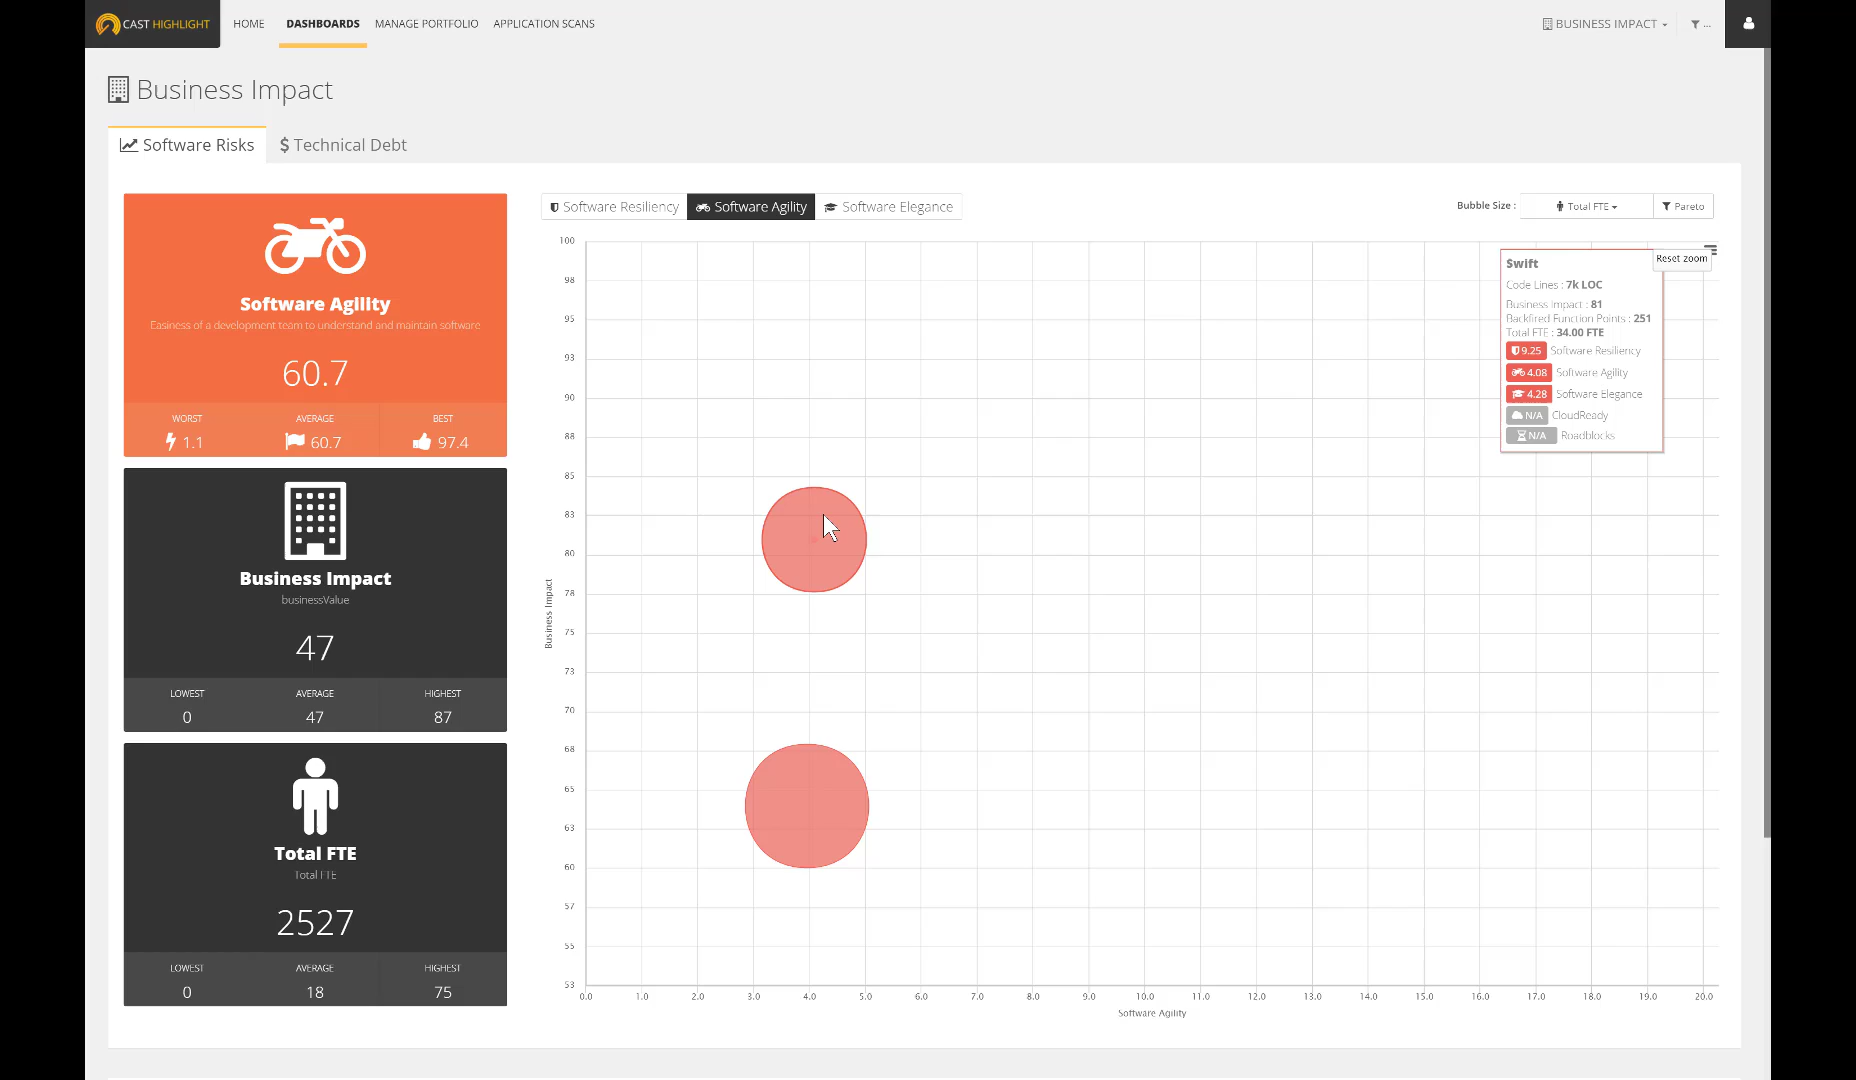 CAST HIGHLIGHT HOME DASHBOARDS MANAGE PORTFOLIO APPLICATION SCANS BUSINESS IMPACT ...
Business Impact
Software Risks $ Technical Debt
Software Agility
Easiness of a development team to understand and maintain software
60.7
WORST AVERAGE BEST
1.1 60.7 97.4
Business Impact
businessValue
47
LOWEST AVERAGE HIGHEST
0 47 87
Total FTE
Total FTE
2527
LOWEST AVERAGE HIGHEST
0 18 75
Software Resiliency Software Agility Software Elegance
Bubble Size : Total FTE Pareto
Reset zoom
Swift
Code Lines : 7k LOC
Business Impact : 81
Backfired Function Points : 251
Total FTE : 34.00 FTE
9.25 Software Resiliency
4.08 Software Agility
4.28 Software Elegance
N/A CloudReady
N/A Roadblocks
Business Impact
100
98
95
93
90
88
85
83
80
78
75
73
70
68
65
63
60
57
55
53
0.0 1.0 2.0 3.0 4.0 5.0 6.0 7.0 8.0 9.0 10.0 11.0 12.0 13.0 14.0 15.0 16.0 17.0 18.0 19.0 20.0
Software Agility